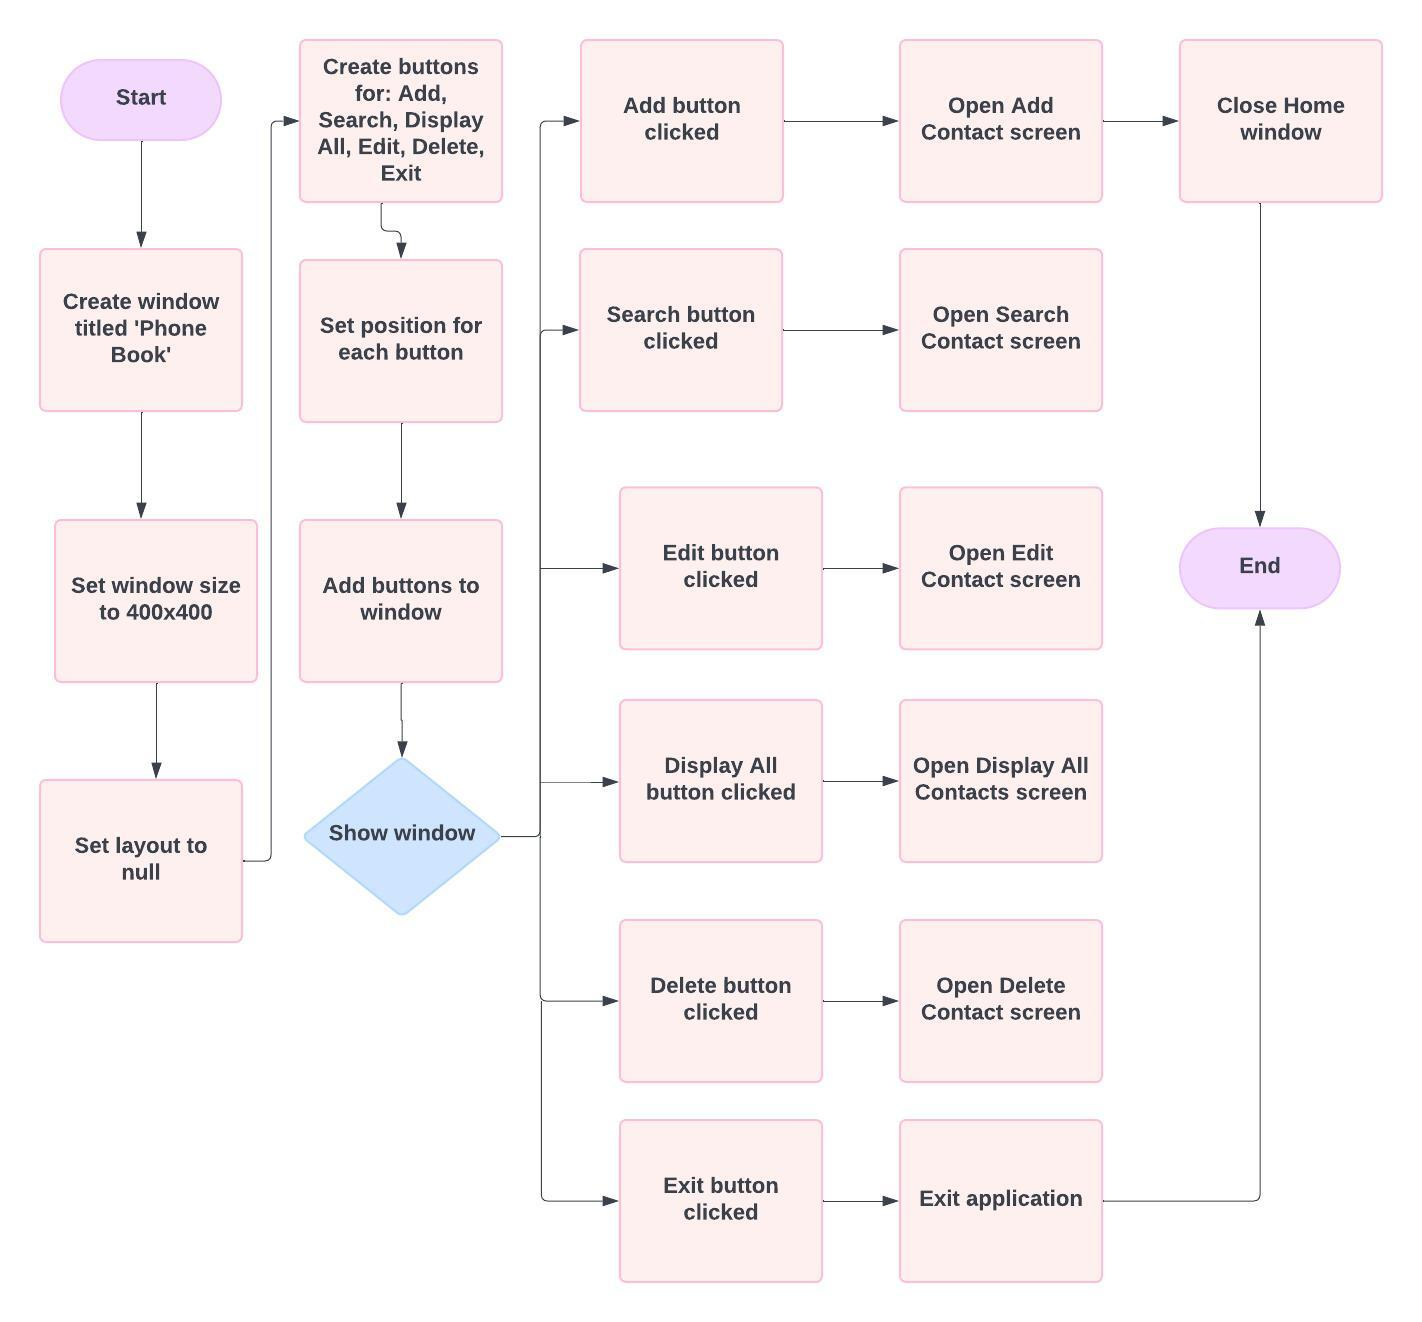 Start
Create window
titled 'Phone
Book'
Set window size
to 400x400
Set layout to
null
Create buttons
for: Add,
Search, Display
All, Edit, Delete,
Exit
Set position for
each button
Add buttons to
window
Show window
Add button
clicked
Open Add
Contact screen
Close Home
window
Search button
clicked
Open Search
Contact screen
Edit button
clicked
Open Edit
Contact screen
End
Display All
button clicked
Open Display All
Contacts screen
Delete button
clicked
Open Delete
Contact screen
Exit button
clicked
Exit application